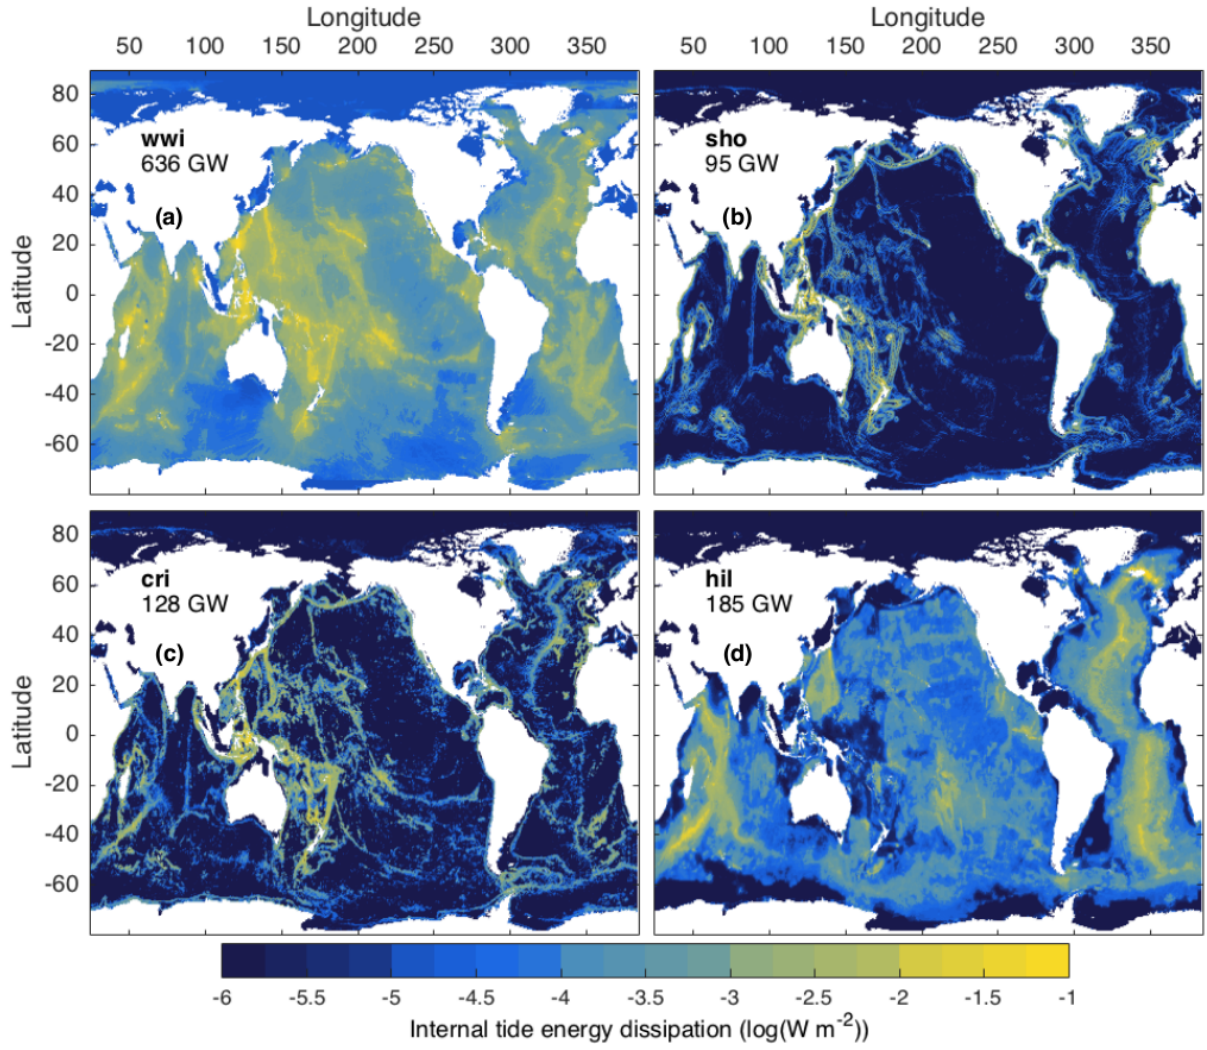 Longitude
Longitude
50 100 150 200 250 300 350
50 100 150 200 250 300 350
80
60
40
20
0
-20
-40
-60
Latitude
wwi
636 GW
(a)
sho
95 GW
(b)
80
60
40
20
0
-20
-40
-60
Latitude
cri
128 GW
(c)
hil
185 GW
(d)
-6 -5.5 -5 -4.5 -4 -3.5 -3 -2.5 -2 -1.5 -1
Internal tide energy dissipation (log(W m⁻²))